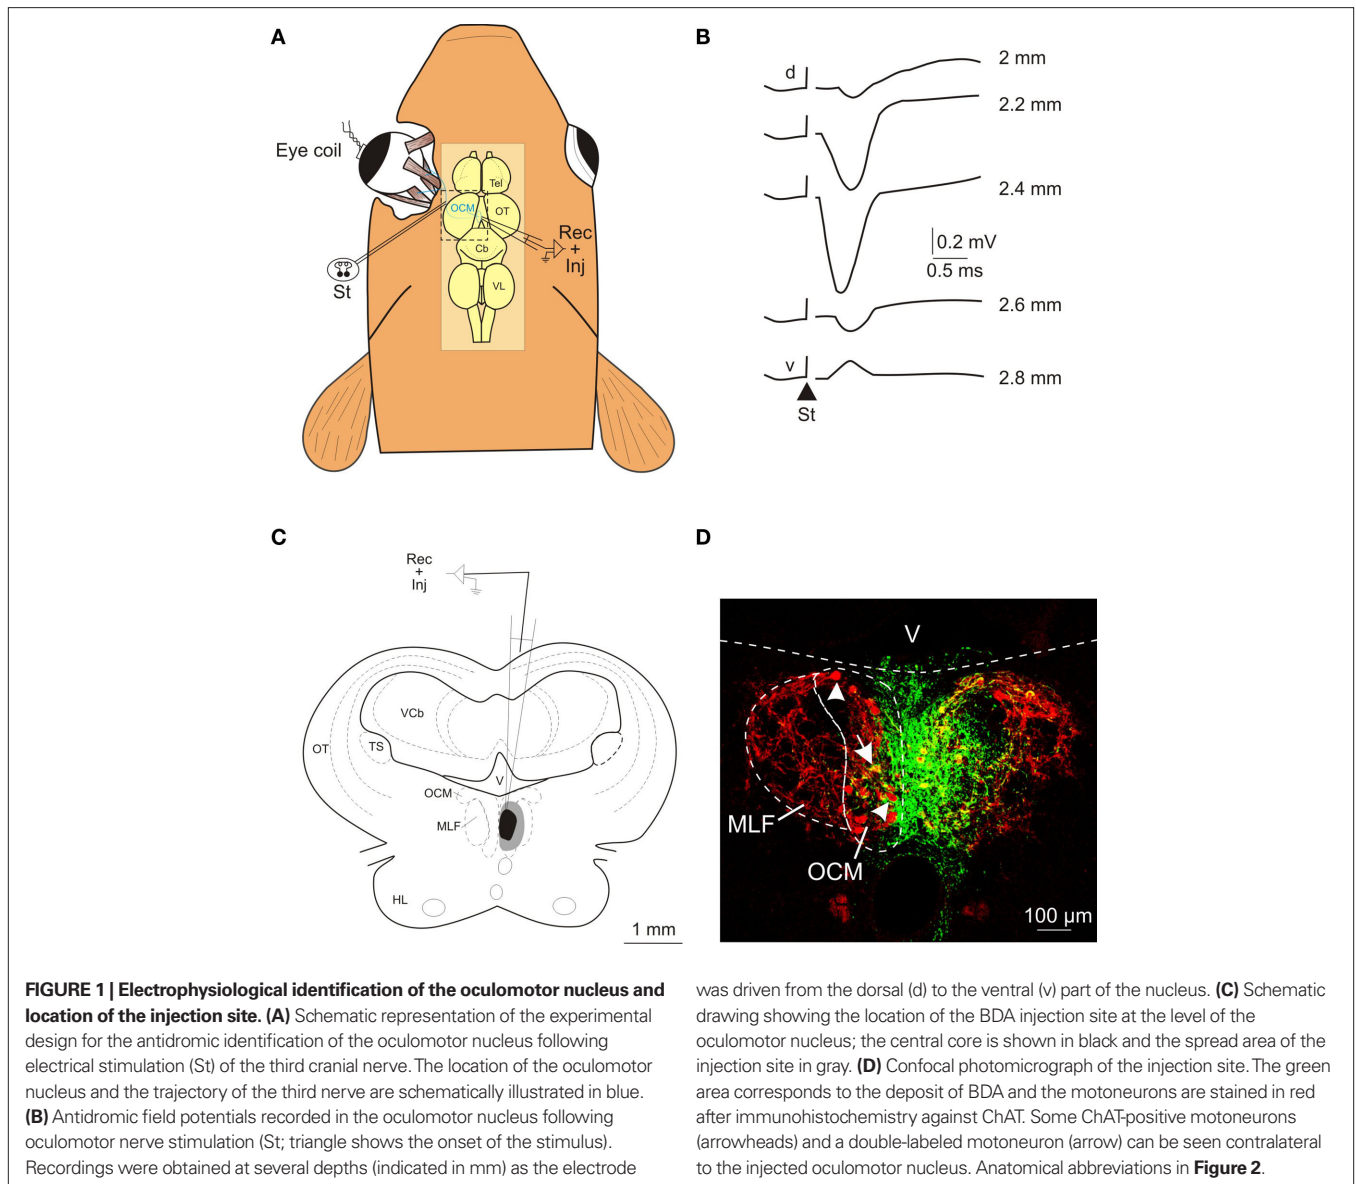 A
Eye coil
Tel
OCM
OT
Rec
+
Inj
Cb
St
VL
B
d
2 mm
2.2 mm
2.4 mm
0.2 mV
0.5 ms
2.6 mm
v
2.8 mm
St
C
Rec
+
Inj
VCb
OT
TS
V
OCM
MLF
HL
1 mm
D
V
MLF
OCM
100 µm
FIGURE 1 | Electrophysiological identification of the oculomotor nucleus and
location of the injection site. (A) Schematic representation of the experimental
design for the antidromic identification of the oculomotor nucleus following
electrical stimulation (St) of the third cranial nerve. The location of the oculomotor
nucleus and the trajectory of the third nerve are schematically illustrated in blue.
(B) Antidromic field potentials recorded in the oculomotor nucleus following
oculomotor nerve stimulation (St; triangle shows the onset of the stimulus).
Recordings were obtained at several depths (indicated in mm) as the electrode
was driven from the dorsal (d) to the ventral (v) part of the nucleus. (C) Schematic
drawing showing the location of the BDA injection site at the level of the
oculomotor nucleus; the central core is shown in black and the spread area of the
injection site in gray. (D) Confocal photomicrograph of the injection site. The green
area corresponds to the deposit of BDA and the motoneurons are stained in red
after immunohistochemistry against ChAT. Some ChAT-positive motoneurons
(arrowheads) and a double-labeled motoneuron (arrow) can be seen contralateral
to the injected oculomotor nucleus. Anatomical abbreviations in Figure 2.